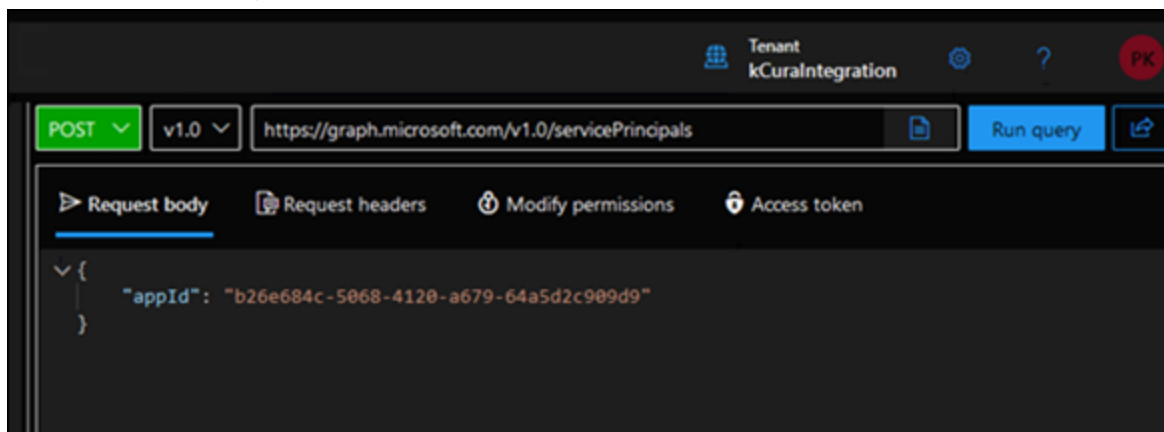 Tenant
kCuraIntegration
?
PK
POST
v1.0
https://graph.microsoft.com/v1.0/servicePrincipals
Run query
Request body
Request headers
Modify permissions
Access token
{
"appId": "b26e684c-5068-4120-a679-64a5d2c909d9"
}